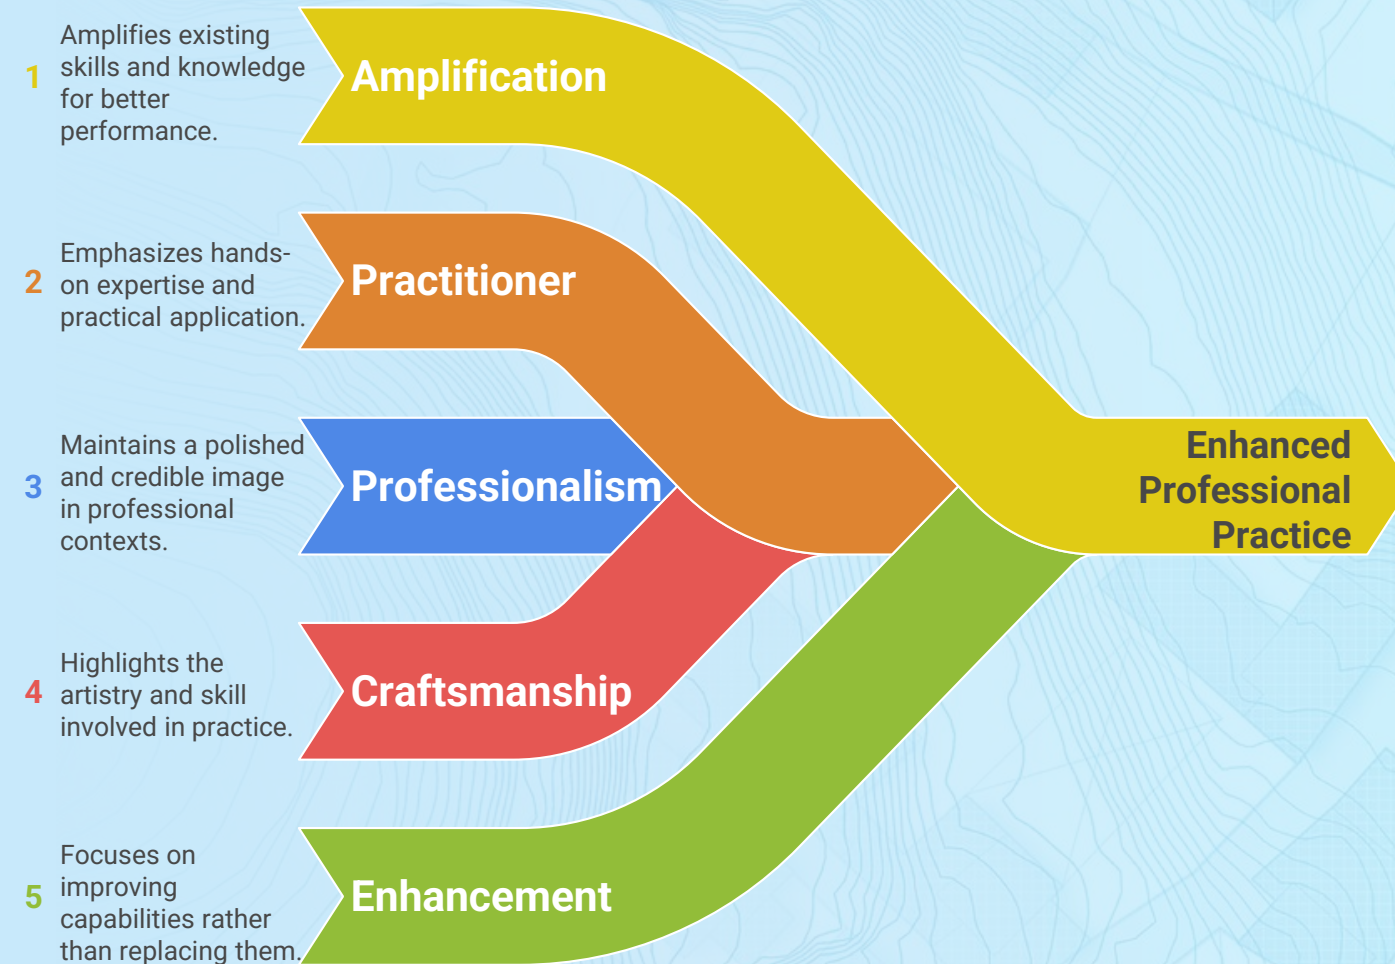 1
Amplifies existing
skills and knowledge
for better
performance.
Amplification
2
Emphasizes hands-
on expertise and
practical application.
Practitioner
3
Maintains a polished
and credible image
in professional
contexts.
Professionalism
4
Highlights the
artistry and skill
involved in practice.
Craftsmanship
5
Focuses on
improving
capabilities rather
than replacing them.
Enhancement
Enhanced
Professional
Practice